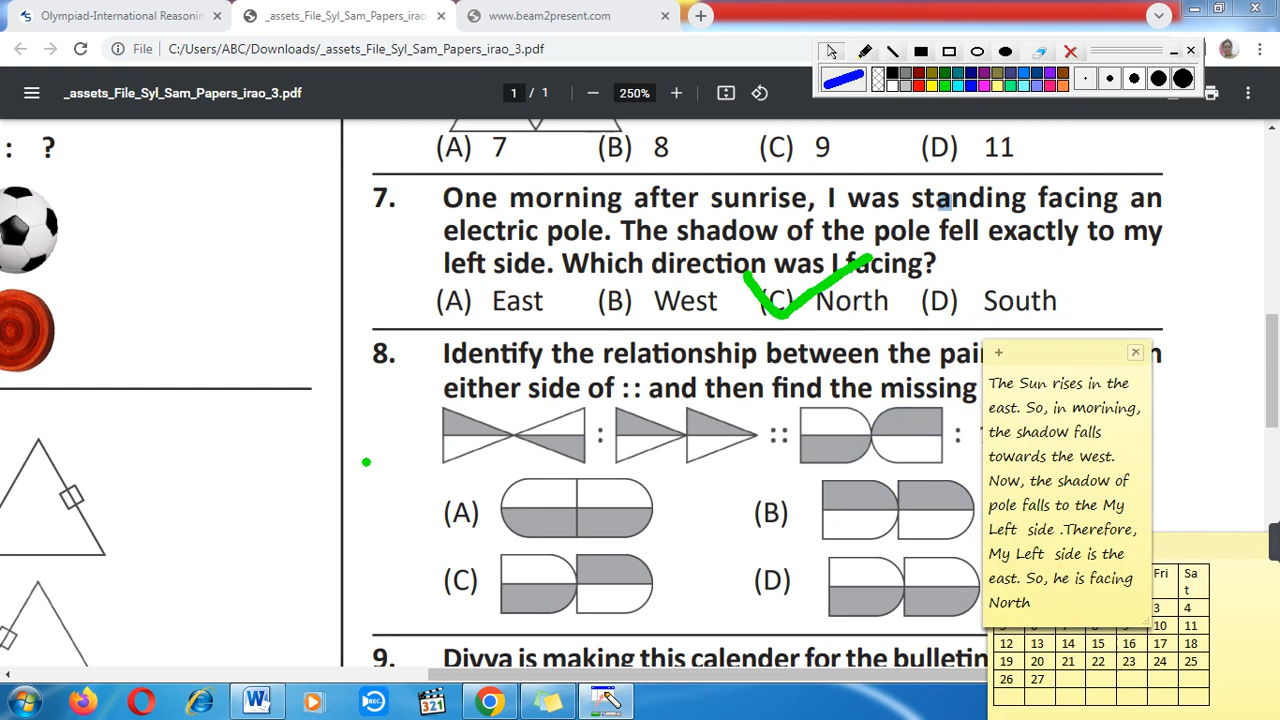 Olympiad-International Reasonin
_assets_File_Syl_Sam_Papers_irao
www.beam2present.com
File
C:/Users/ABC/Downloads/_assets_File_Syl_Sam_Papers_irao_3.pdf
_assets_File_Syl_Sam_Papers_irao_3.pdf
1 / 1
250%
: ?
(A) 7 (B) 8 (C) 9 (D) 11
7. One morning after sunrise, I was standing facing an
electric pole. The shadow of the pole fell exactly to my
left side. Which direction was I facing?
(A) East (B) West (C) North (D) South
8. Identify the relationship between the
either side of :: and then find the missing
: :: :
(A) (B)
(C) (D)
9. Divya is making this calender for the bulletin
The Sun rises in the
east. So, in morining,
the shadow falls
towards the west.
Now, the shadow of
pole falls to the My
Left side .Therefore,
My Left side is the
east. So, he is facing
North
Fri Sa
t
3 4
10 11
12 13 14 15 16 17 18
19 20 21 22 23 24 25
26 27
W
REC
321